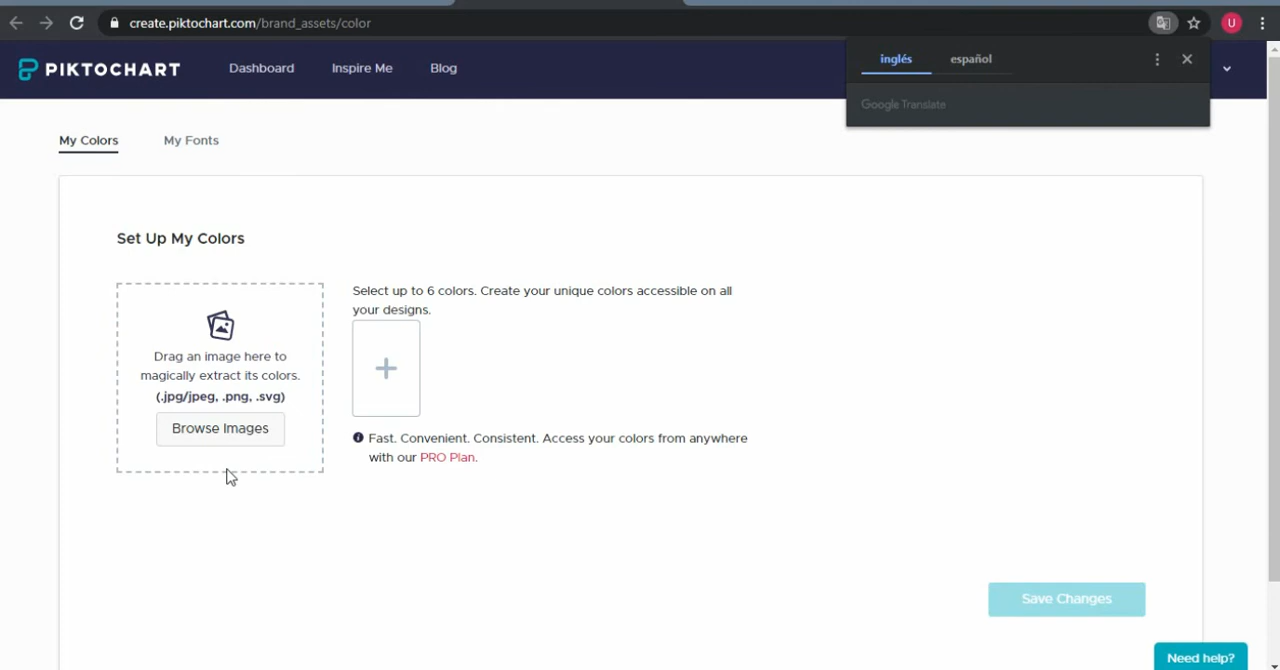 create.piktochart.com/brand_assets/color
U
PIKTOCHART
Dashboard
Inspire Me
Blog
inglés
español
Google Translate
My Colors
My Fonts
Set Up My Colors
Drag an image here to
magically extract its colors.
(.jpg/jpeg, .png, .svg)
Browse Images
Select up to 6 colors. Create your unique colors accessible on all
your designs.
Fast. Convenient. Consistent. Access your colors from anywhere
with our PRO Plan.
Save Changes
Need help?